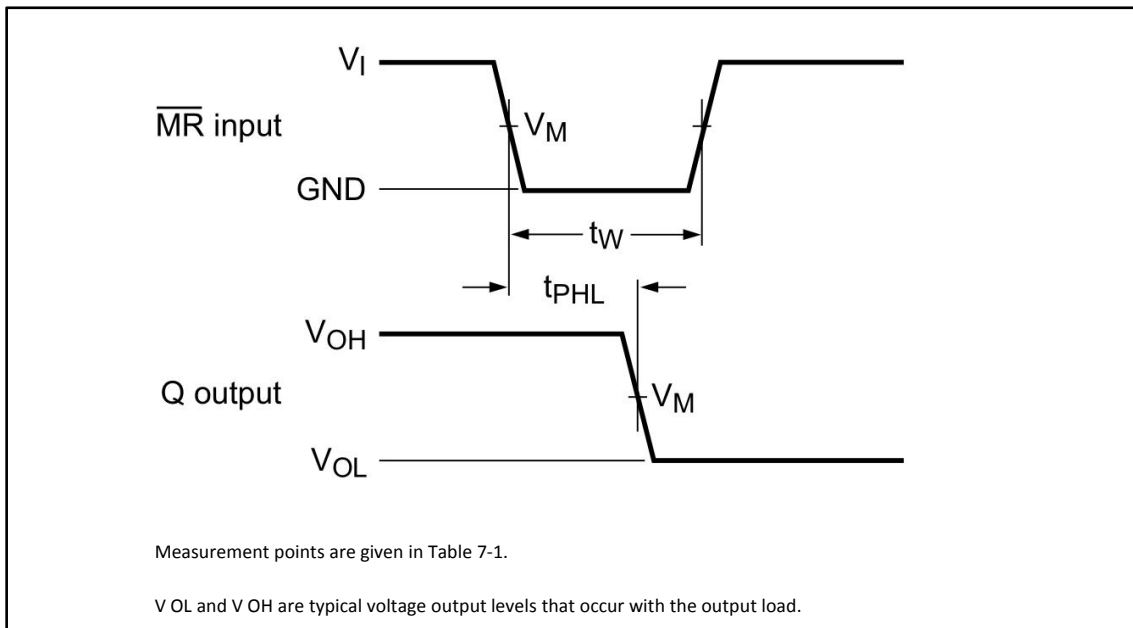 V_I
M̅R̅ input
V_M
GND
t_W
t_PHL
V_OH
Q output
V_M
V_OL
Measurement points are given in Table 7-1.
V OL and V OH are typical voltage output levels that occur with the output load.